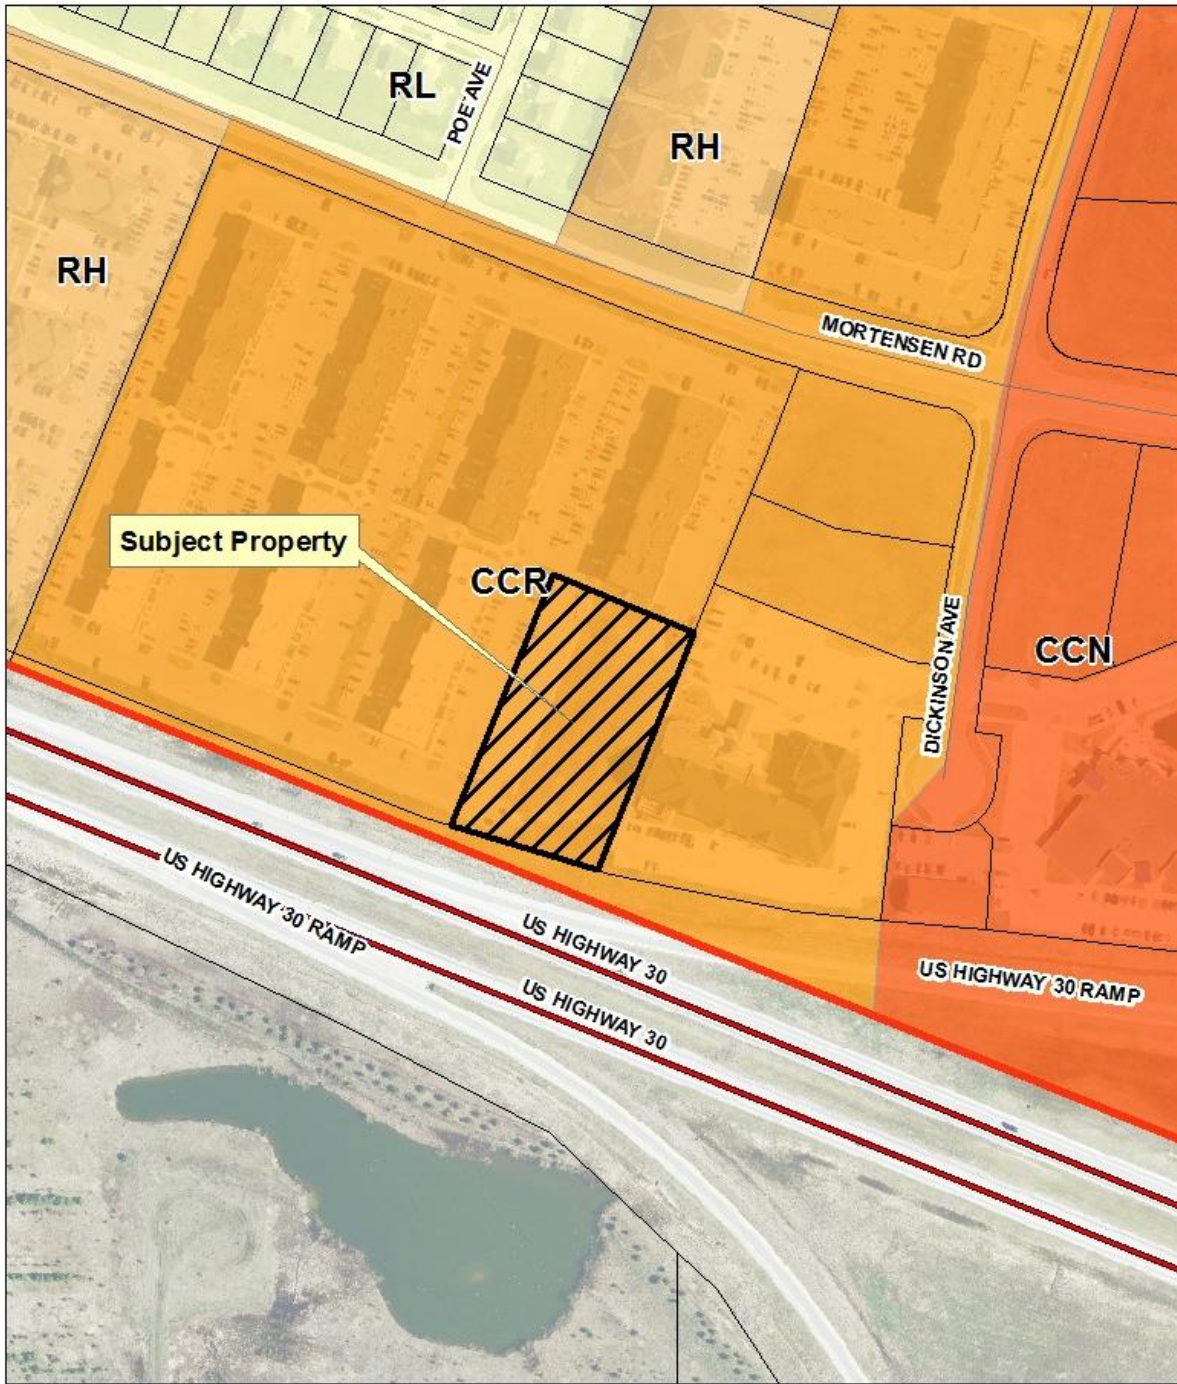 RL
POE AVE
RH
RH
MORTENSEN RD
Subject Property
CCR
DICKINSON AVE
CCN
US HIGHWAY 30 RAMP
US HIGHWAY 30
US HIGHWAY 30 RAMP
US HIGHWAY 30